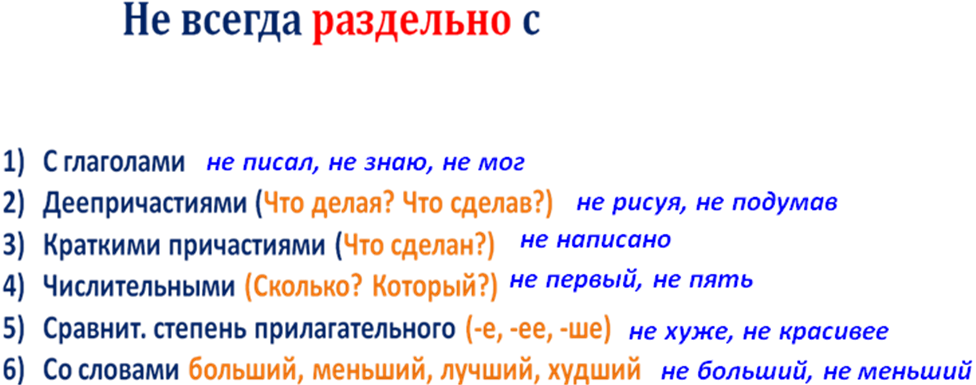 Не всегда раздельно с
1) С глаголами не писал, не знаю, не мог
2) Деепричастиями (Что делая? Что сделав?) не рисуя, не подумав
3) Краткими причастиями (Что сделан?) не написано
4) Числительными (Сколько? Который?) не первый, не пять
5) Сравнит. степень прилагательного (-е, -ее, -ше) не хуже, не красивее
6) Со словами больший, меньший, лучший, худший не больший, не меньший